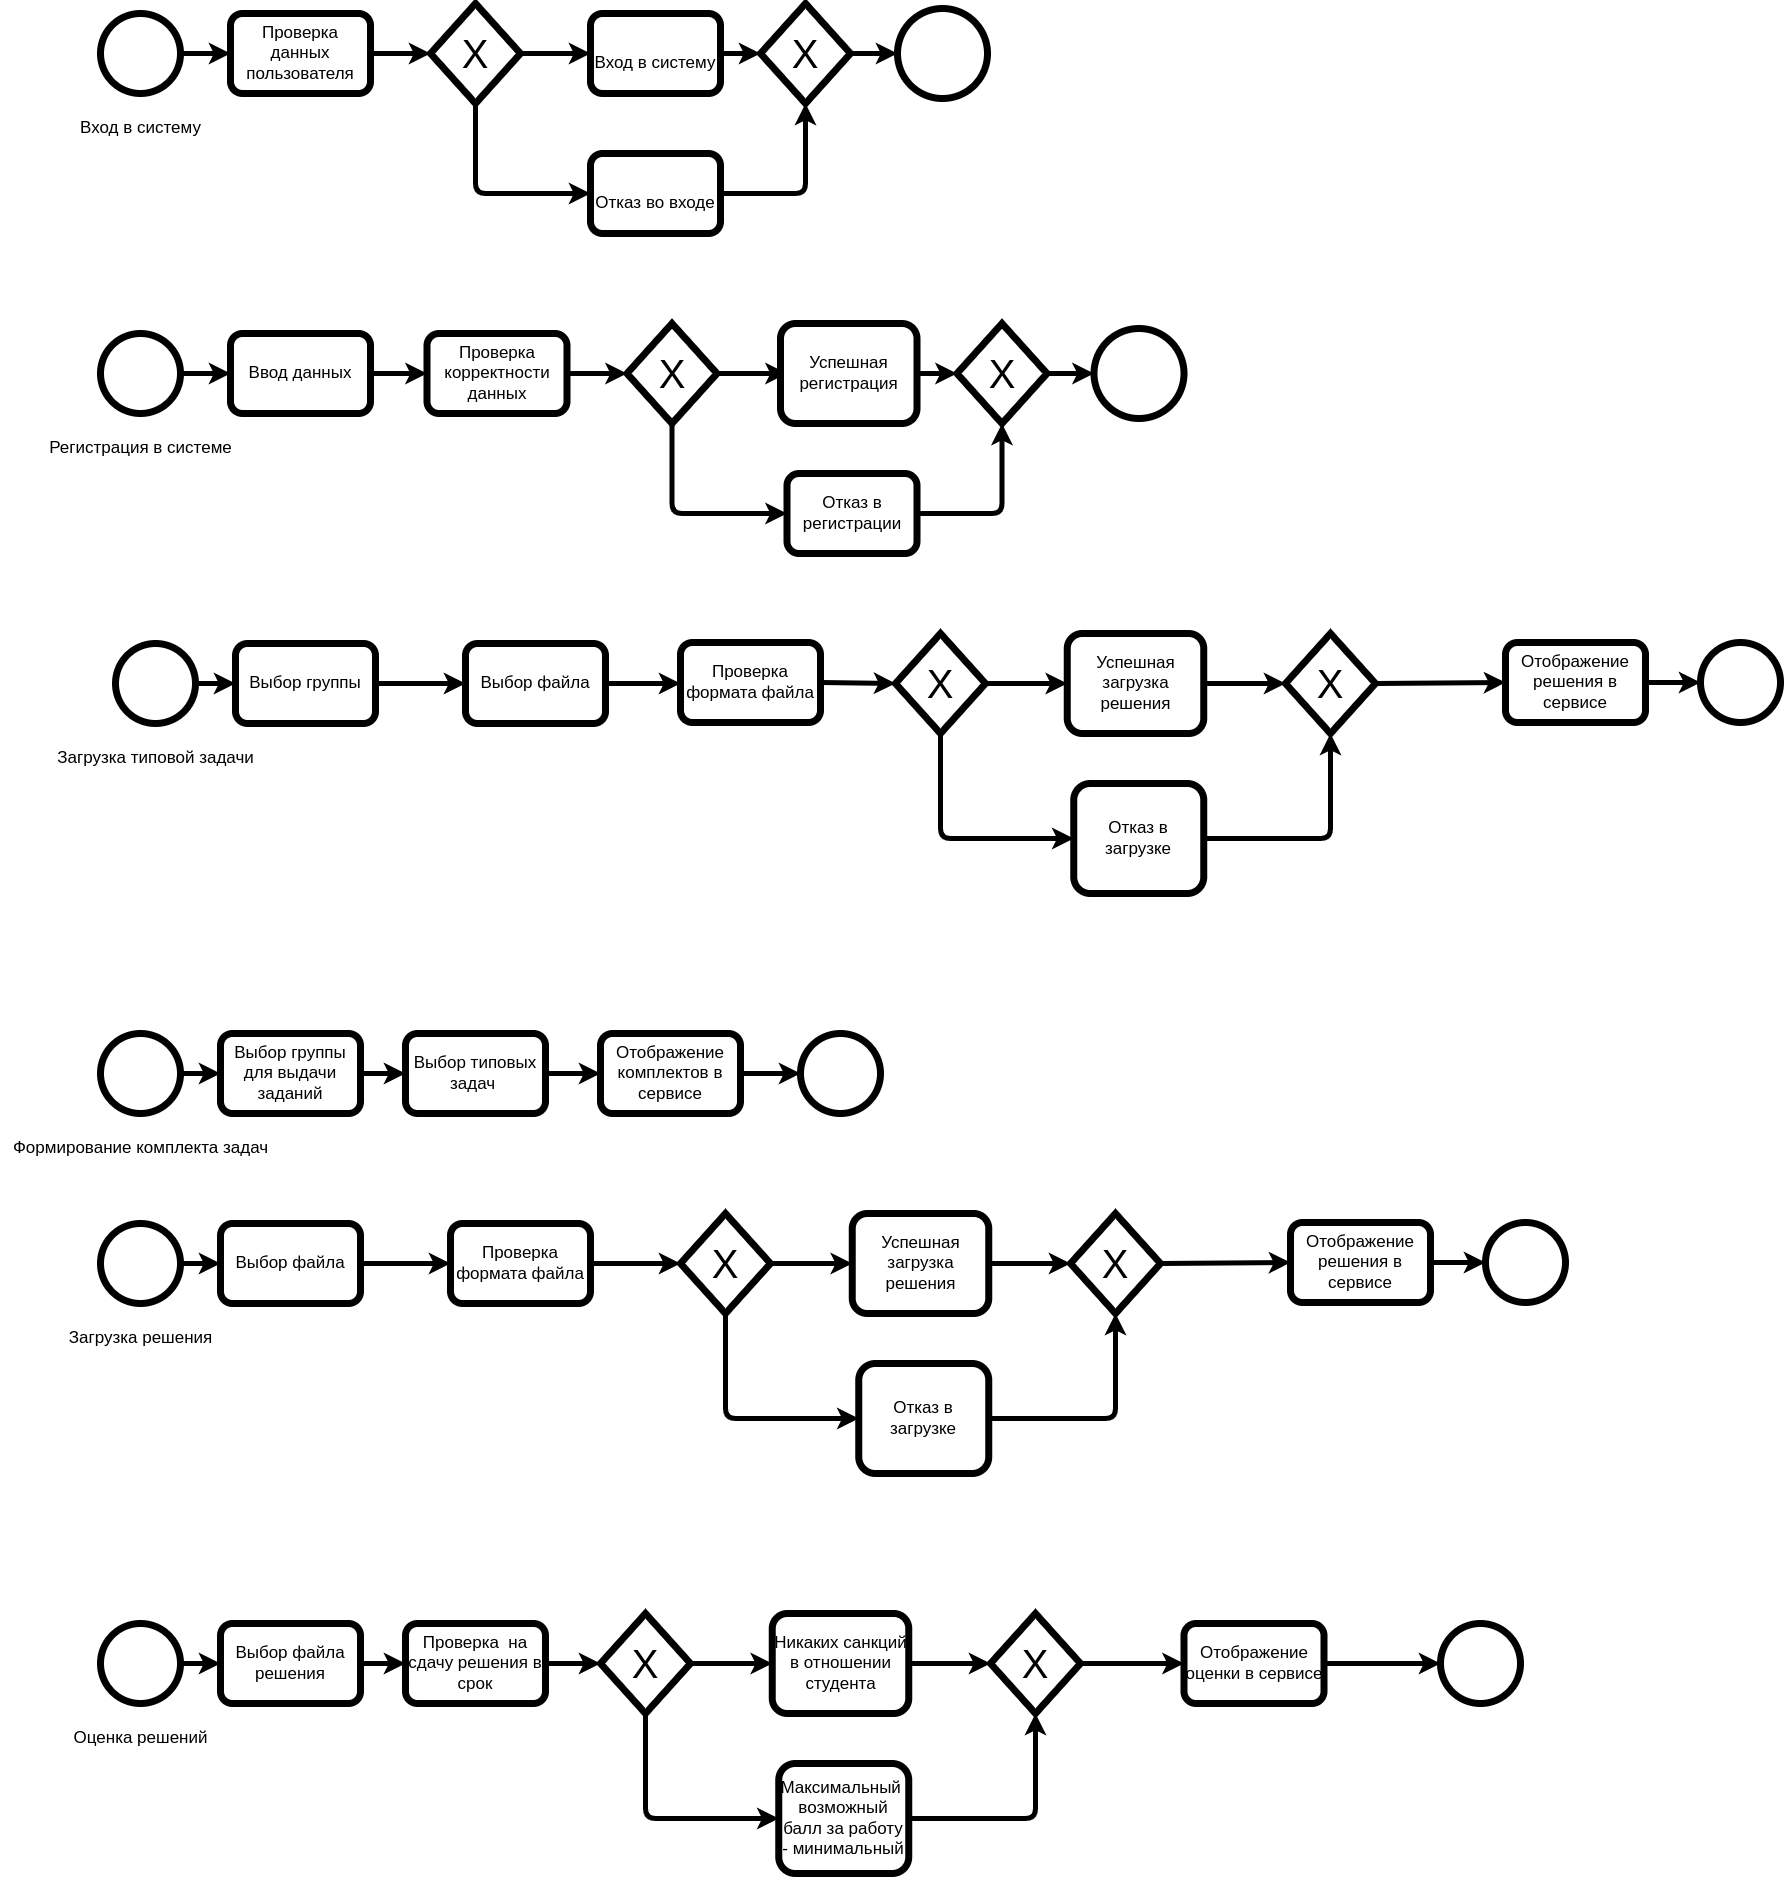 Проверка
данных
пользователя
X
Вход в систему
X
Вход в систему
Отказ во входе
Ввод данных
Проверка
корректности
данных
X
Успешная
регистрация
X
Регистрация в системе
Отказ в
регистрации
Выбор группы
Выбор файла
Проверка
формата файла
X
Успешная
загрузка
решения
X
Отображение
решения в
сервисе
Загрузка типовой задачи
Отказ в
загрузке
Выбор группы
для выдачи
заданий
Выбор типовых
задач
Отображение
комплектов в
сервисе
Формирование комплекта задач
Выбор файла
Проверка
формата файла
X
Успешная
загрузка
решения
X
Отображение
решения в
сервисе
Загрузка решения
Отказ в
загрузке
Выбор файла
решения
Проверка  на
сдачу решения в
срок
X
Никаких санкций
в отношении
студента
X
Отображение
оценки в сервисе
Оценка решений
Максимальный
возможный
балл за работу
- минимальный